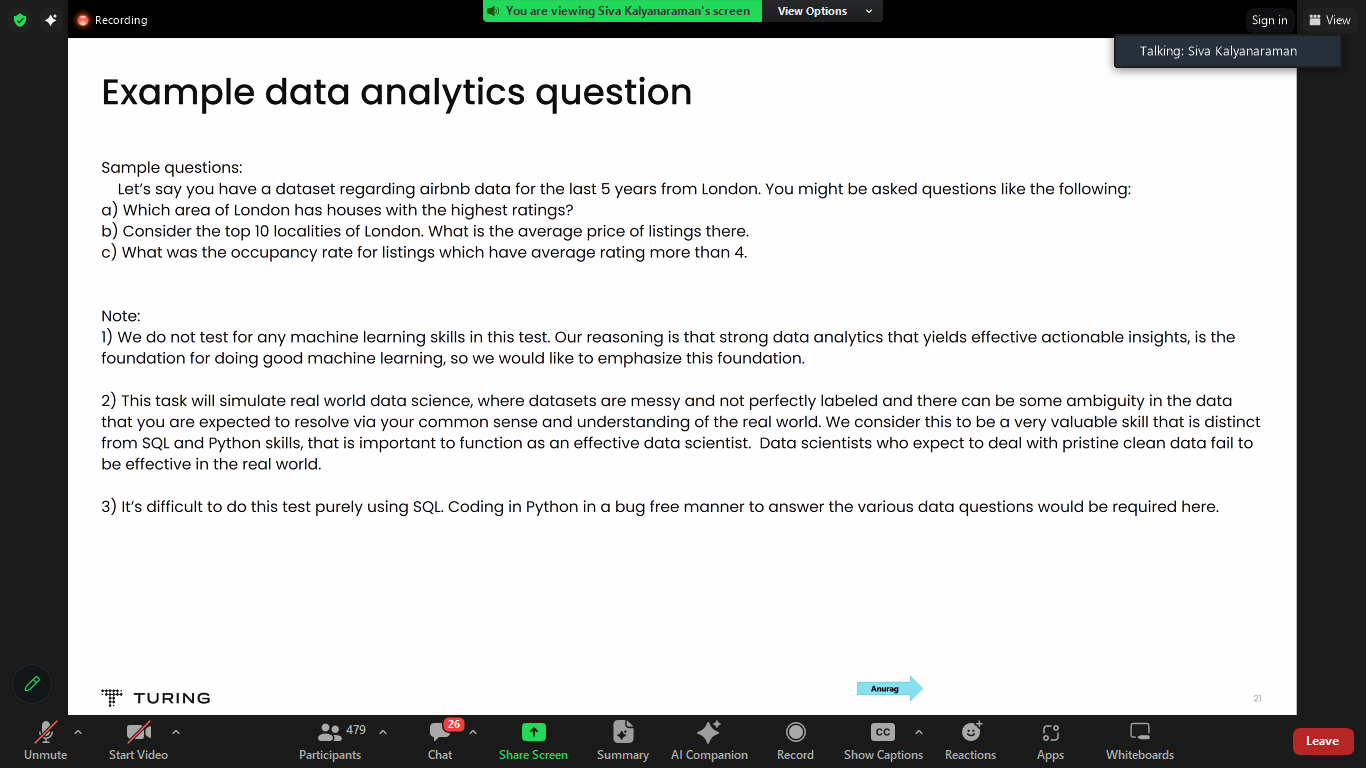 Recording
You are viewing Siva Kalyanaraman's screen
View Options
Sign in
View
Talking: Siva Kalyanaraman
Example data analytics question
Sample questions:
Let's say you have a dataset regarding airbnb data for the last 5 years from London. You might be asked questions like the following:
a) Which area of London has houses with the highest ratings?
b) Consider the top 10 localities of London. What is the average price of listings there.
c) What was the occupancy rate for listings which have average rating more than 4.
Note:
1) We do not test for any machine learning skills in this test. Our reasoning is that strong data analytics that yields effective actionable insights, is the
foundation for doing good machine learning, so we would like to emphasize this foundation.
2) This task will simulate real world data science, where datasets are messy and not perfectly labeled and there can be some ambiguity in the data
that you are expected to resolve via your common sense and understanding of the real world. We consider this to be a very valuable skill that is distinct
from SQL and Python skills, that is important to function as an effective data scientist.  Data scientists who expect to deal with pristine clean data fail to
be effective in the real world.
3) It's difficult to do this test purely using SQL. Coding in Python in a bug free manner to answer the various data questions would be required here.
TURING
Anurag
21
Unmute
Start Video
479
Participants
26
Chat
Share Screen
Summary
AI Companion
Record
CC
Show Captions
Reactions
Apps
Whiteboards
Leave